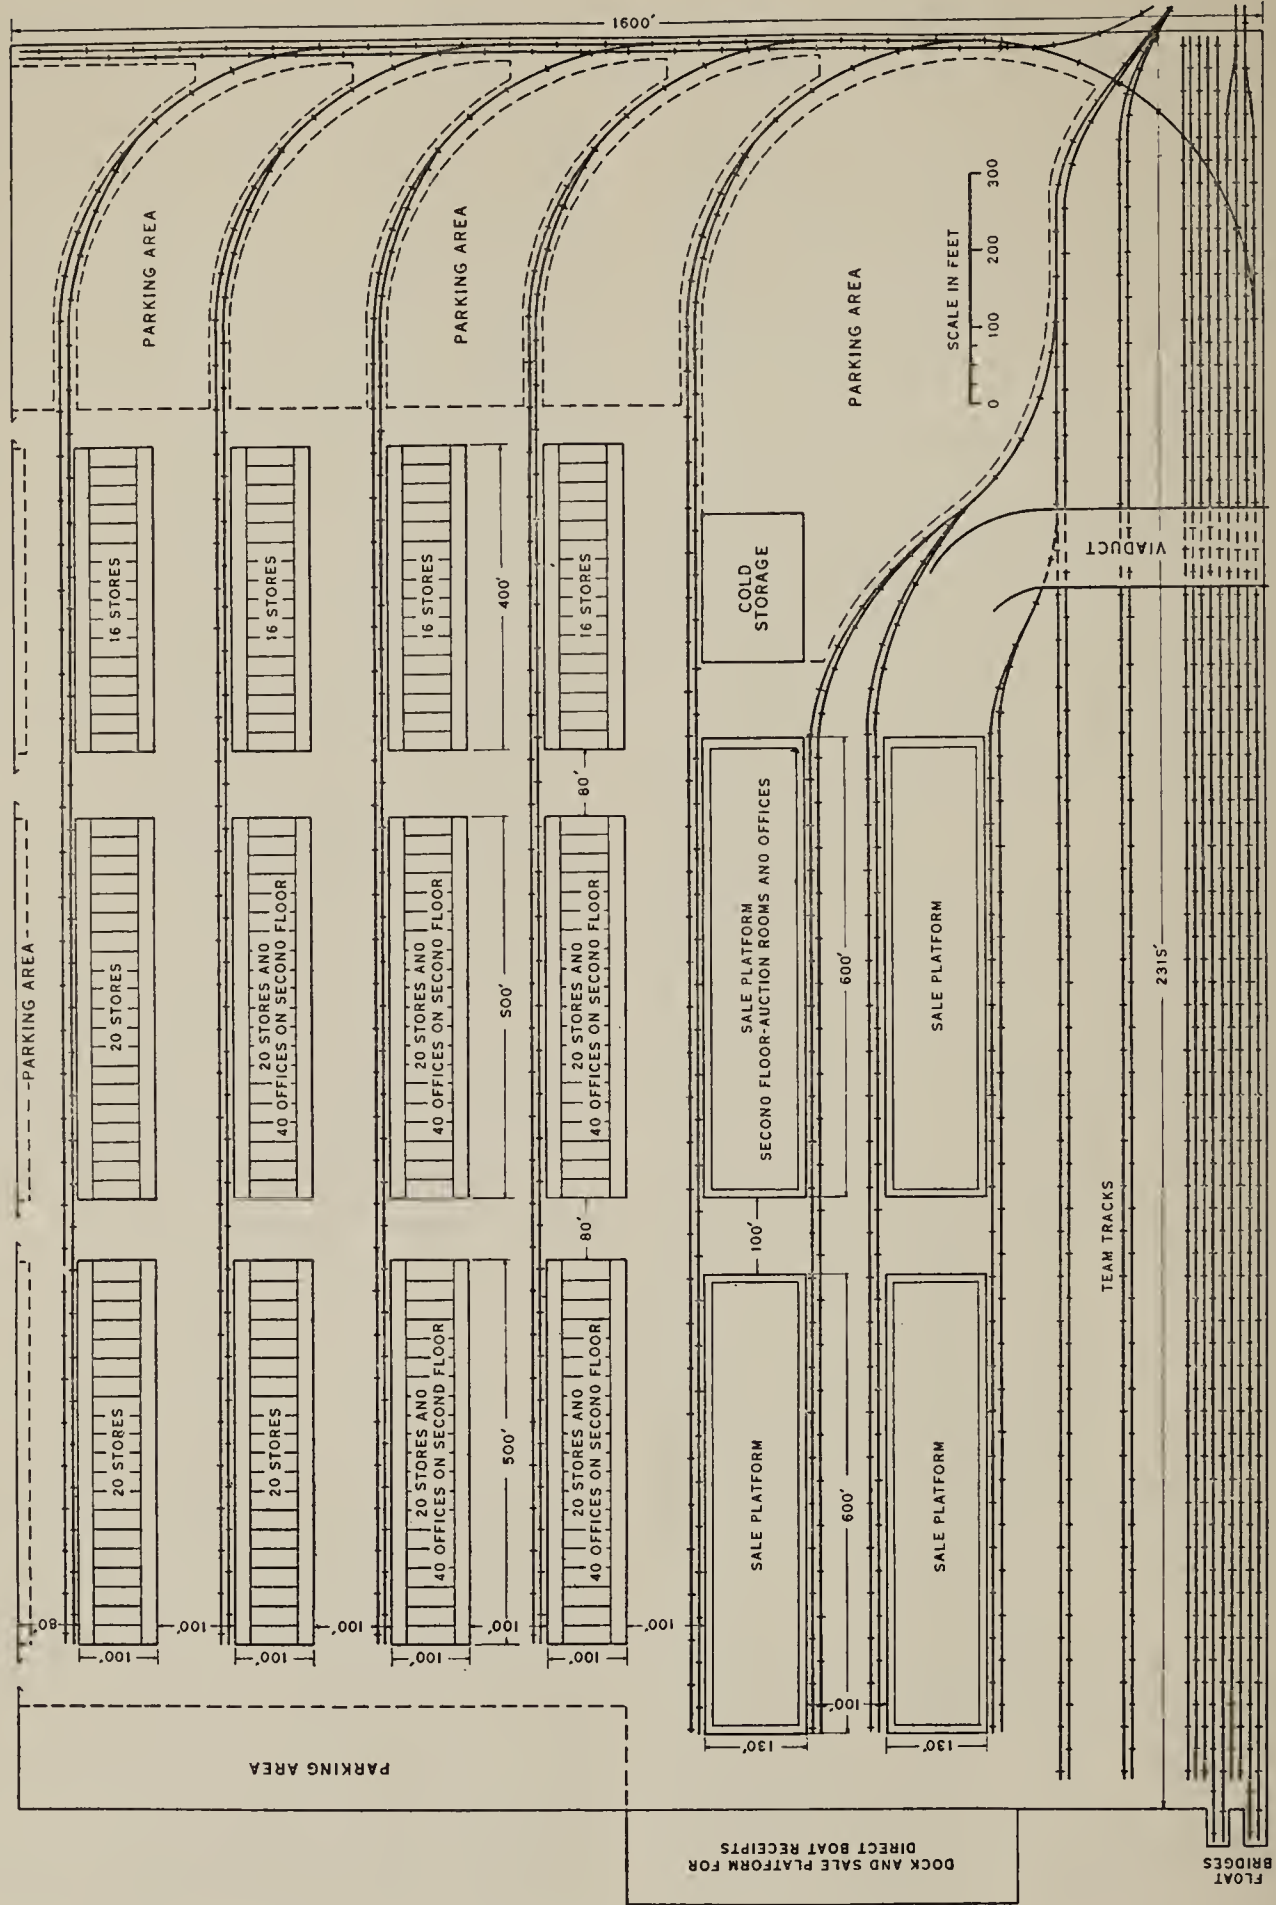 PARKING AREA
80'
20 STORES
20 STORES
16 STORES
100'
PARKING AREA
100'
20 STORES
20 STORES AND
40 OFFICES ON SECOND FLOOR
16 STORES
100'
100'
PARKING AREA
20 STORES AND
40 OFFICES ON SECOND FLOOR
20 STORES AND
40 OFFICES ON SECOND FLOOR
16 STORES
100'
PARKING AREA
100'
500'
500'
400'
20 STORES AND
40 OFFICES ON SECOND FLOOR
80'
20 STORES AND
40 OFFICES ON SECOND FLOOR
80'
16 STORES
100'
1600'
100'
SALE PLATFORM
100'
SALE PLATFORM
SECOND FLOOR-AUCTION ROOMS AND OFFICES
COLD
STORAGE
130'
100'
600'
600'
PARKING AREA
SALE PLATFORM
SALE PLATFORM
130'
SCALE IN FEET
0 100 200 300
DOCK AND SALE PLATFORM FOR
DIRECT BOAT RECEIPTS
TEAM TRACKS
VIADUCT
2315'
FLOAT
BRIDGES